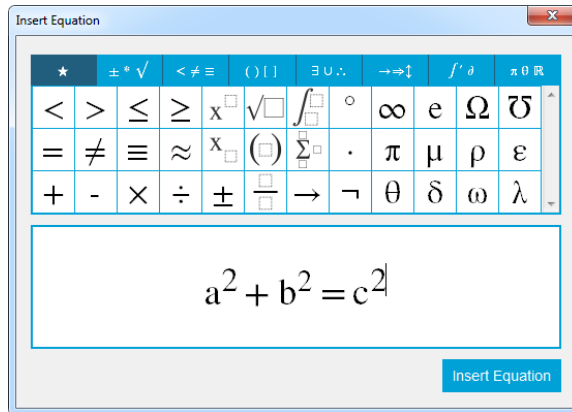 Insert Equation
x
★ ± * √ < ≠ ≡ ( ) [ ] ∃ ∪ ∴ → ⇒ ↕ ∫ ′ ∂ π θ ℝ
< > ≤ ≥ x□ √□ ∫ ° ∞ e Ω ℧
= ≠ ≡ ≈ x□ (□) Σ□ · π μ ρ ε
+ - × ÷ ± □/□ → ¬ θ δ ω λ
a² + b² = c²
Insert Equation